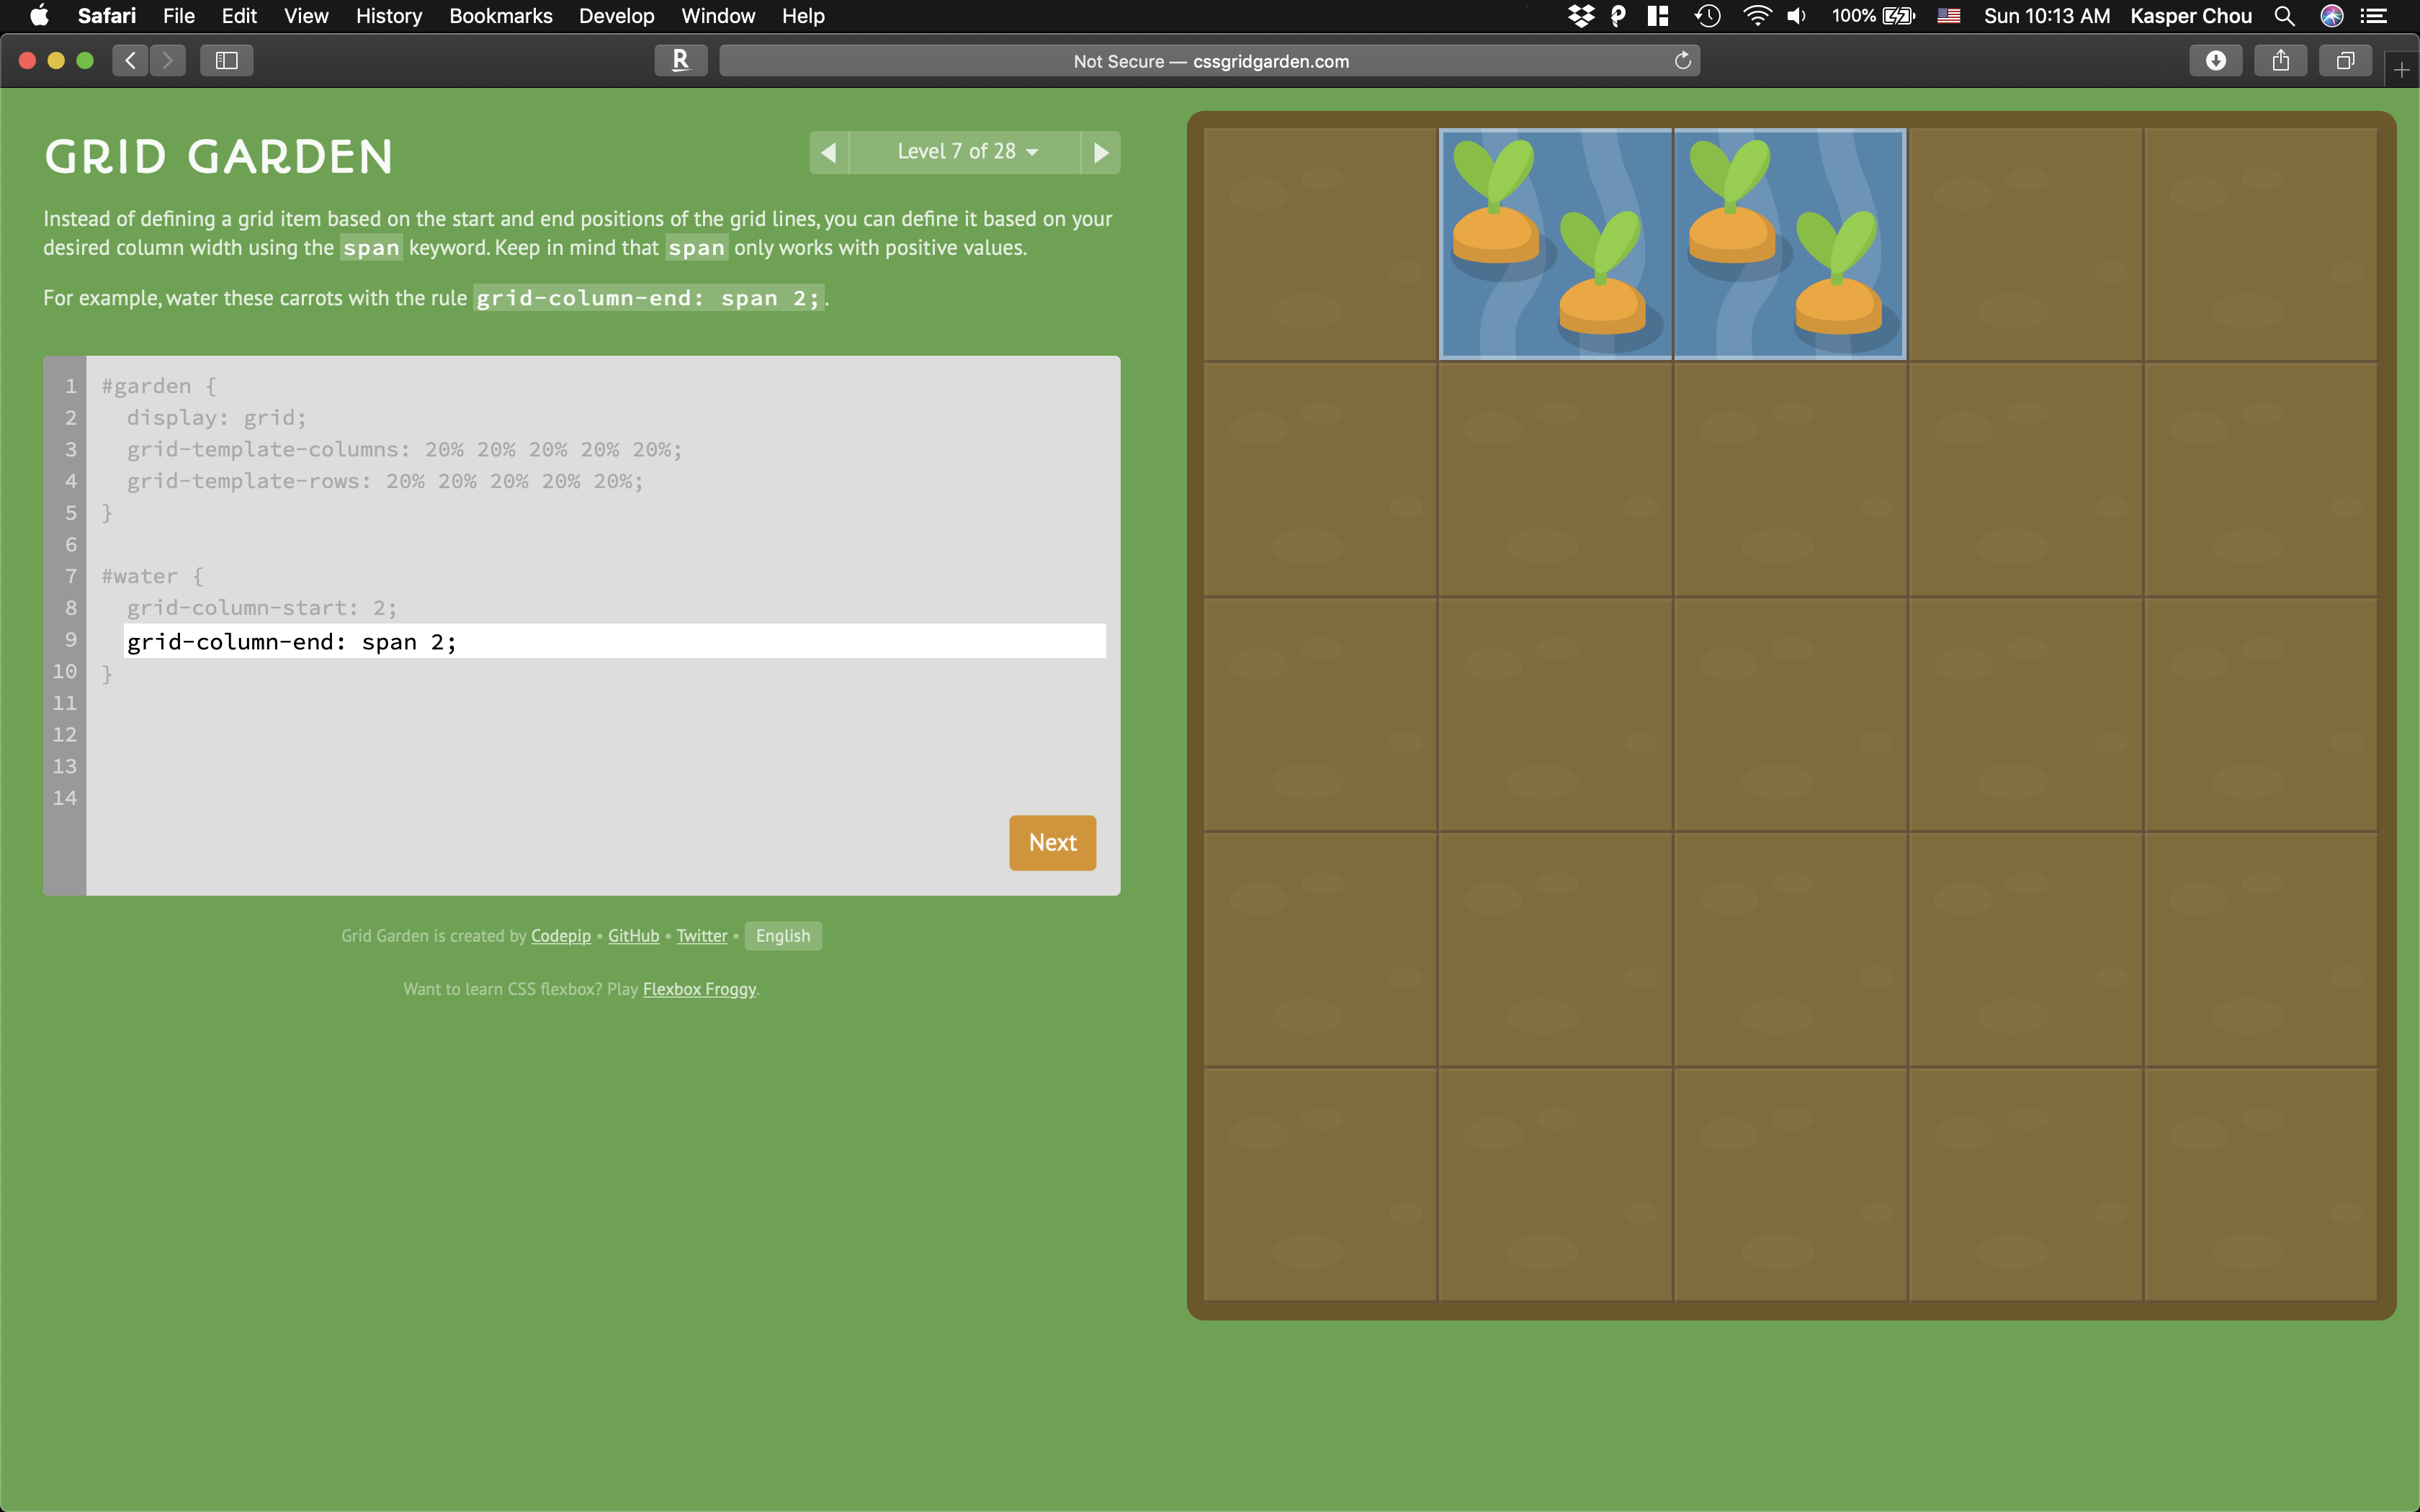 Safari File Edit View History Bookmarks Develop Window Help 100% Sun 10:13 AM Kasper Chou
R Not Secure — cssgridgarden.com
GRID GARDEN
Level 7 of 28
Instead of defining a grid item based on the start and end positions of the grid lines, you can define it based on your
desired column width using the span keyword. Keep in mind that span only works with positive values.
For example, water these carrots with the rule grid-column-end: span 2;.
1 #garden {
2 display: grid;
3 grid-template-columns: 20% 20% 20% 20% 20%;
4 grid-template-rows: 20% 20% 20% 20% 20%;
5 }
6
7 #water {
8 grid-column-start: 2;
9 grid-column-end: span 2;
10 }
11
12
13
14
Next
Grid Garden is created by Codepip • GitHub • Twitter • English
Want to learn CSS flexbox? Play Flexbox Froggy.